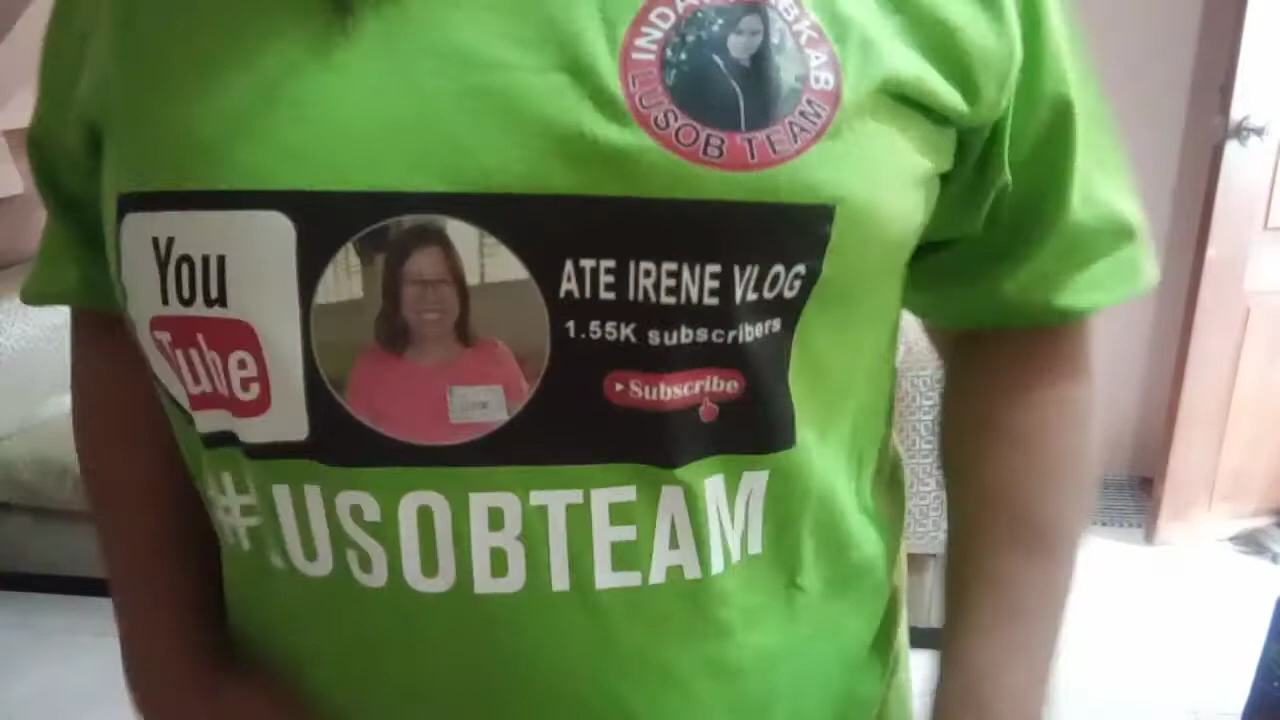 LUSOB TEAM
You
Tube
ATE IRENE VLOG
1.55K subscribers
Subscribe
#LUSOBTEAM